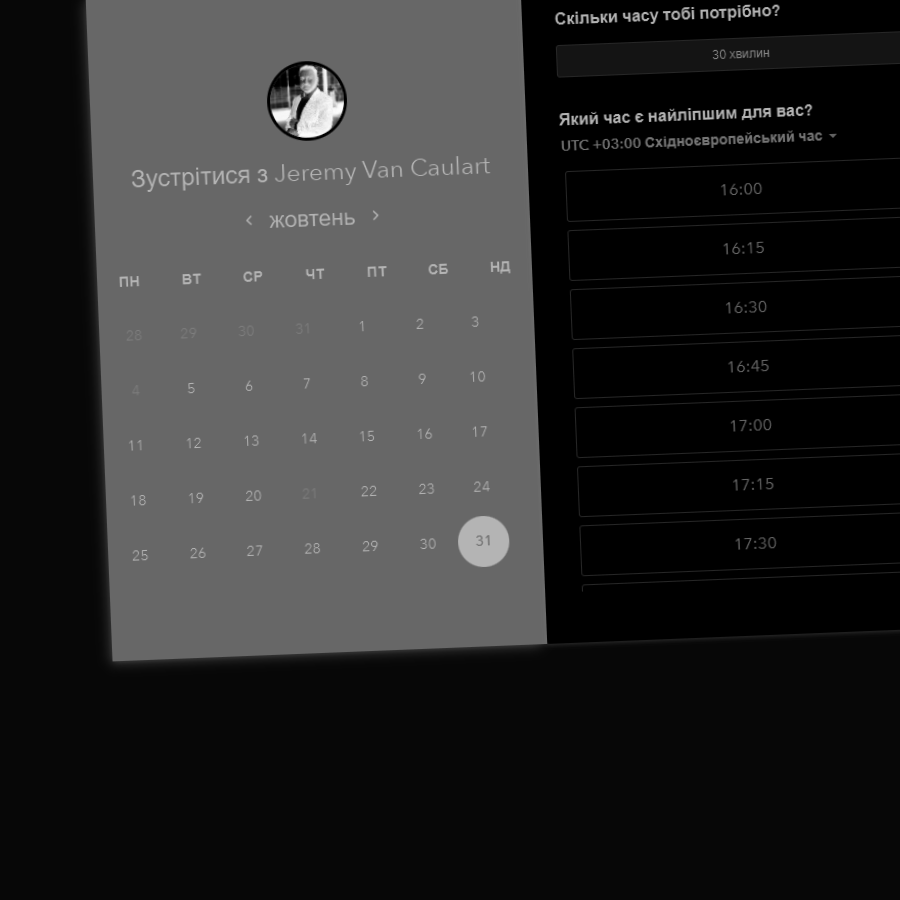 Зустрітися з Jeremy Van Caulart
жовтень
ПН ВТ СР ЧТ ПТ СБ НД
28 29 30 31 1 2 3
4 5 6 7 8 9 10
11 12 13 14 15 16 17
18 19 20 21 22 23 24
25 26 27 28 29 30 31
Скільки часу тобі потрібно?
30 хвилин
Який час є найліпшим для вас?
UTC +03:00 Східноєвропейський час
16:00
16:15
16:30
16:45
17:00
17:15
17:30